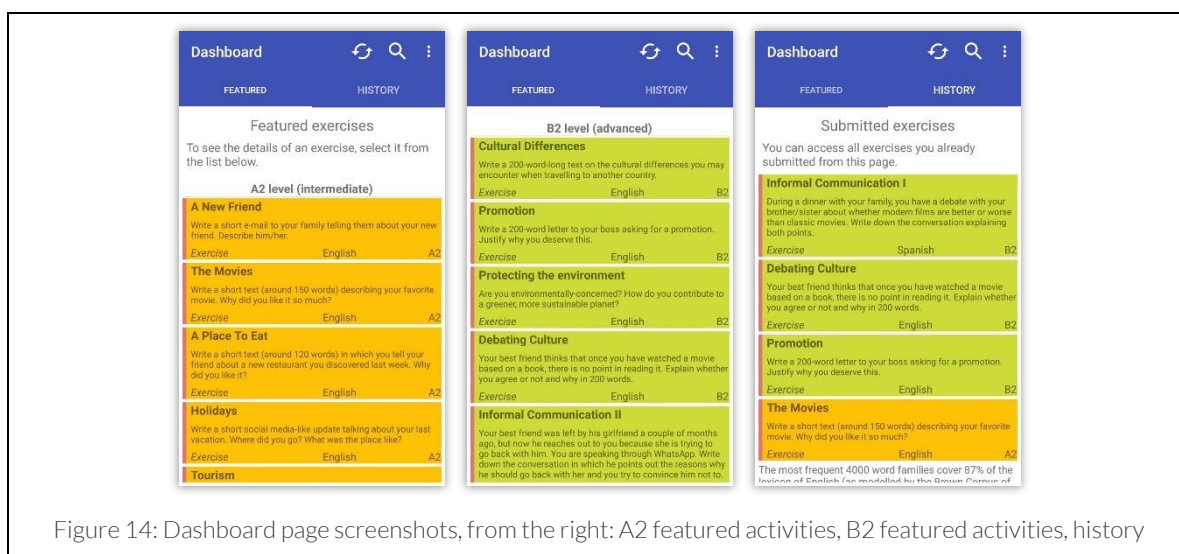 Dashboard
FEATURED HISTORY
Featured exercises
To see the details of an exercise, select it from
the list below.
A2 level (intermediate)
A New Friend
Write a short e-mail to your family telling them about your new
friend. Describe him/her.
Exercise English A2
The Movies
Write a short text (around 150 words) describing your favorite
movie. Why did you like it so much?
Exercise English A2
A Place To Eat
Write a short text (around 120 words) in which you tell your
friend about a new restaurant you discovered last week. Why
did you like it?
Exercise English A2
Holidays
Write a short social media-like update talking about your last
vacation. Where did you go? What was the place like?
Exercise English A2
Tourism
Dashboard
FEATURED HISTORY
B2 level (advanced)
Cultural Differences
Write a 200-word-long text on the cultural differences you may
encounter when travelling to another country.
Exercise English B2
Promotion
Write a 200-word letter to your boss asking for a promotion.
Justify why you deserve this.
Exercise English B2
Protecting the environment
Are you environmentally-concerned? How do you contribute to
a greener, more sustainable planet?
Exercise English B2
Debating Culture
Your best friend thinks that once you have watched a movie
based on a book, there is no point in reading it. Explain whether
you agree or not and why in 200 words.
Exercise English B2
Informal Communication II
Your best friend was left by his girlfriend a couple of months
ago, but now he reaches out to you because she is trying to
go back with him. You are speaking through WhatsApp. Write
down the conversation in which he points out the reasons why
he should go back with her and you try to convince him not to.
Dashboard
FEATURED HISTORY
Submitted exercises
You can access all exercises you already
submitted from this page.
Informal Communication I
During a dinner with your family, you have a debate with your
brother/sister about whether modern films are better or worse
than classic movies. Write down the conversation explaining
both points.
Exercise Spanish B2
Debating Culture
Your best friend thinks that once you have watched a movie
based on a book, there is no point in reading it. Explain whether
you agree or not and why in 200 words.
Exercise English B2
Promotion
Write a 200-word letter to your boss asking for a promotion.
Justify why you deserve this.
Exercise English B2
The Movies
Write a short text (around 150 words) describing your favorite
movie. Why did you like it so much?
Exercise English A2
The most frequent 4000 word families cover 87% of the
lexicon of English (as modelled by the Brown Corpus of
Figure 14: Dashboard page screenshots, from the right: A2 featured activities, B2 featured activities, history